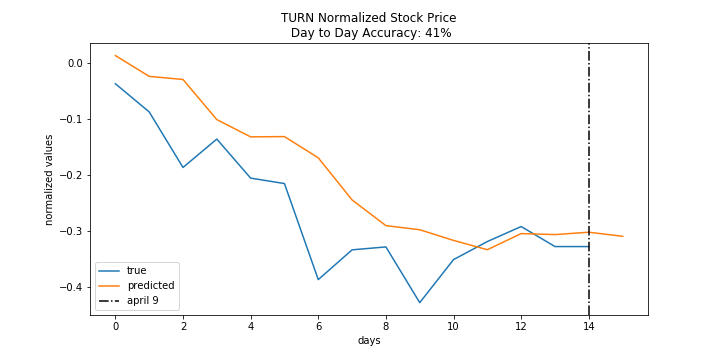 TURN Normalized Stock Price
Day to Day Accuracy: 41%
normalized values
0.0
−0.1
−0.2
−0.3
−0.4
true
predicted
april 9
0 2 4 6 8 10 12 14
days